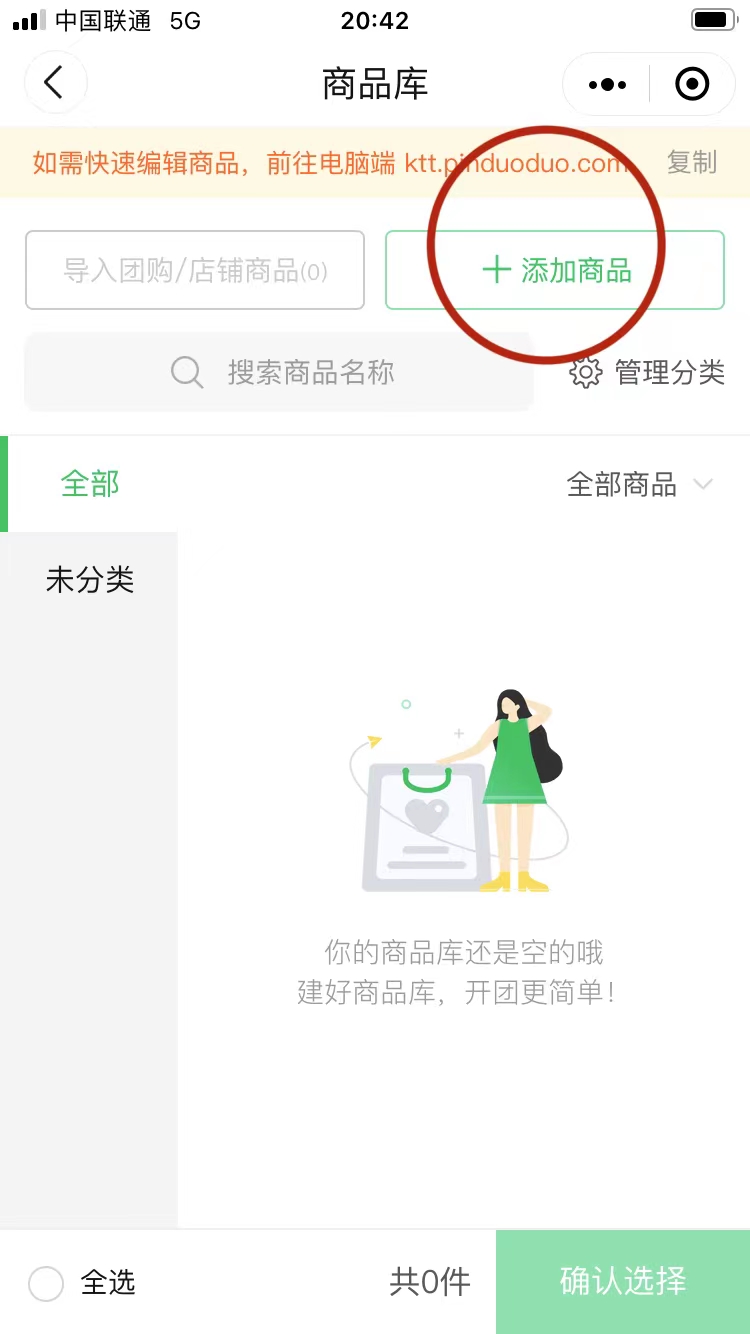 中国联通 5G 20:42
商品库
如需快速编辑商品，前往电脑端 ktt.pinduoduo.com 复制
导入团购/店铺商品(0) 添加商品
搜索商品名称 管理分类
全部 全部商品
未分类
你的商品库还是空的哦
建好商品库，开团更简单！
全选 共0件 确认选择